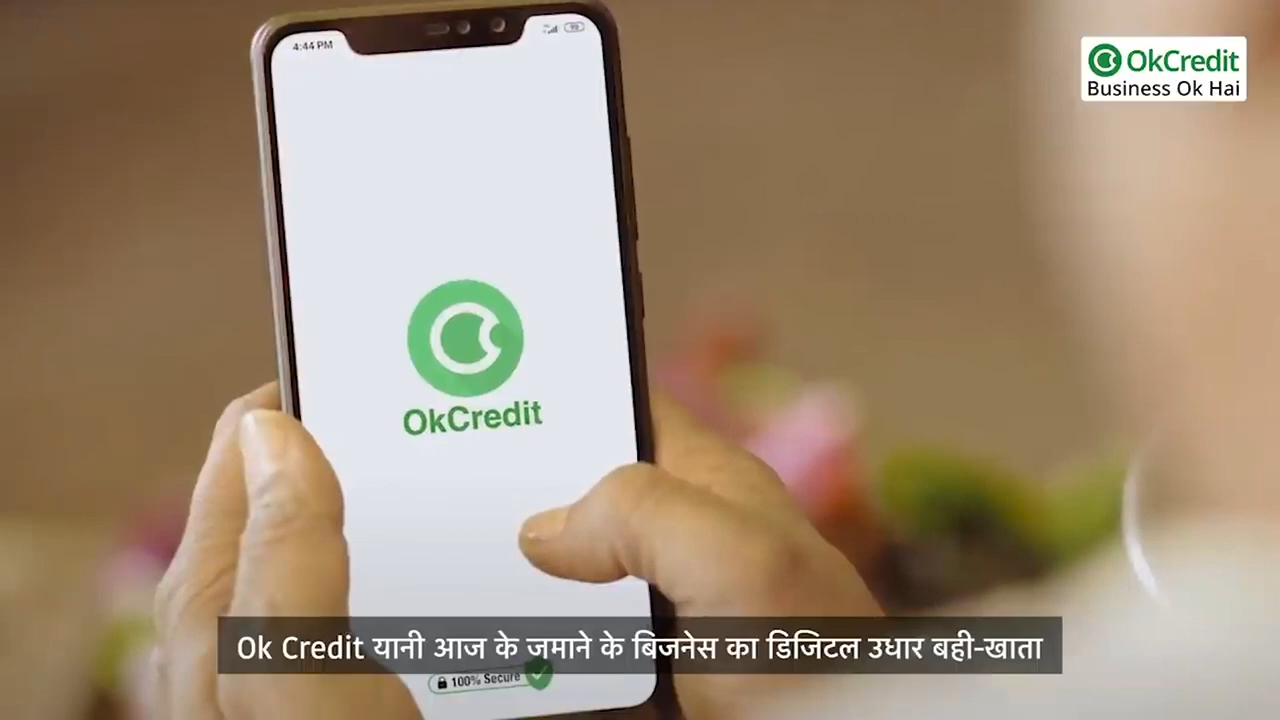 4:44 PM
OkCredit
Business Ok Hai
OkCredit
Ok Credit यानी आज के जमाने के बिजनेस का डिजिटल उधार बही-खाता
100% Secure